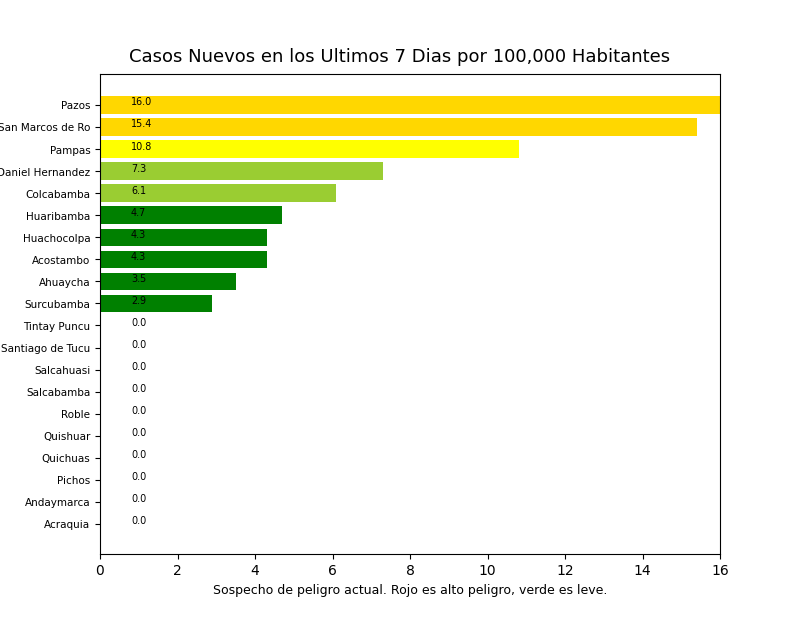 Casos Nuevos en los Ultimos 7 Dias por 100,000 Habitantes
Pazos 16.0
San Marcos de Ro 15.4
Pampas 10.8
Daniel Hernandez 7.3
Colcabamba 6.1
Huaribamba 4.7
Huachocolpa 4.3
Acostambo 4.3
Ahuaycha 3.5
Surcubamba 2.9
Tintay Puncu 0.0
Santiago de Tucu 0.0
Salcahuasi 0.0
Salcabamba 0.0
Roble 0.0
Quishuar 0.0
Quichuas 0.0
Pichos 0.0
Andaymarca 0.0
Acraquia 0.0
0 2 4 6 8 10 12 14 16
Sospecho de peligro actual. Rojo es alto peligro, verde es leve.